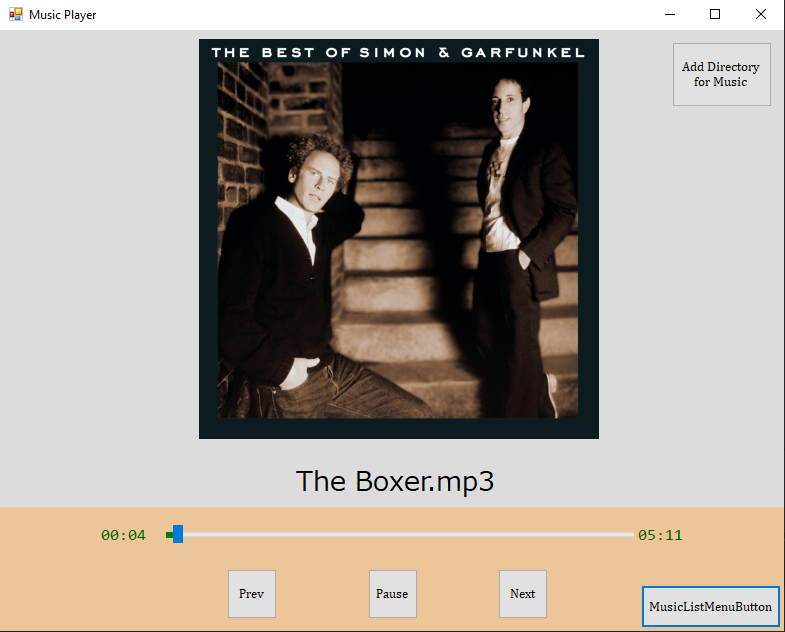 Music Player
THE BEST OF SIMON & GARFUNKEL
Add Directory
for Music
The Boxer.mp3
00:04
05:11
Prev
Pause
Next
MusicListMenuButton